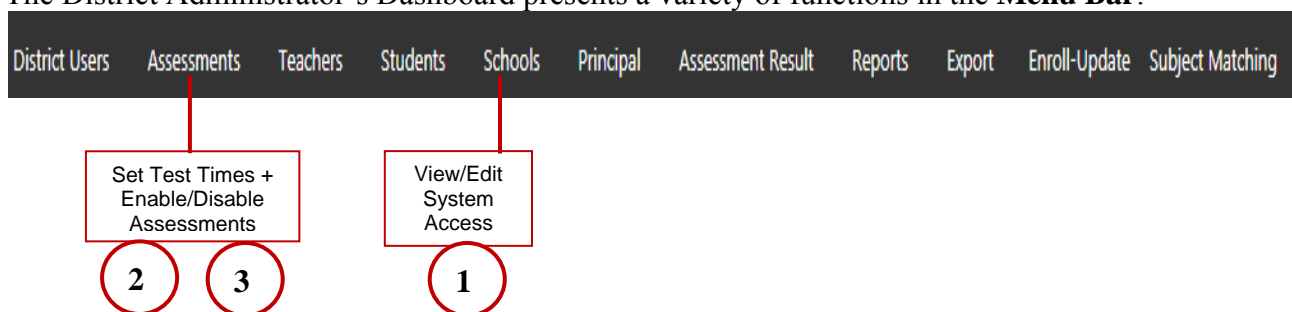 The District Administrator's Dashboard presents a variety of functions in the Menu Bar:
District Users Assessments Teachers Students Schools Principal Assessment Result Reports Export Enroll-Update Subject Matching
Set Test Times +
Enable/Disable
Assessments
2 3
View/Edit
System
Access
1